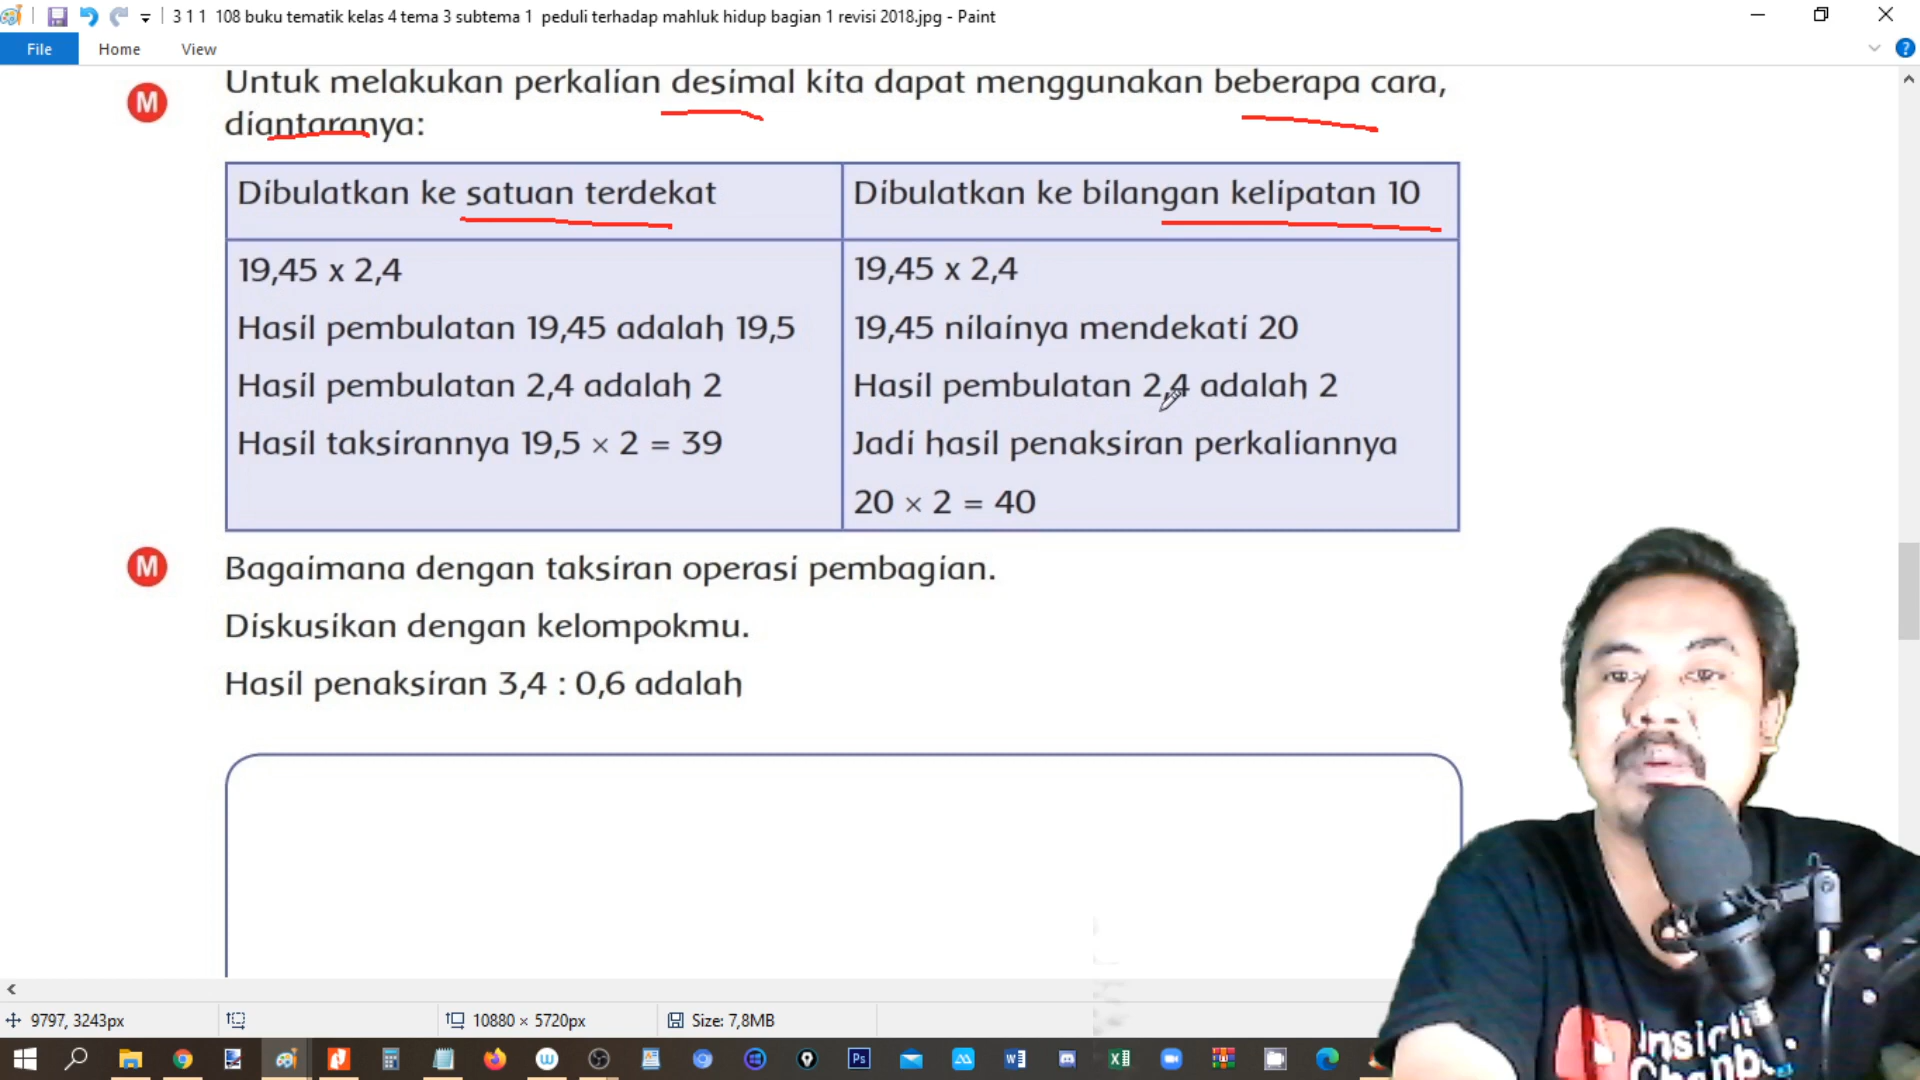 3 1 1 108 buku tematik kelas 4 tema 3 subtema 1 peduli terhadap mahluk hidup bagian 1 revisi 2018.jpg - Paint
File Home View
M
Untuk melakukan perkalian desimal kita dapat menggunakan beberapa cara,
diantaranya:
Dibulatkan ke satuan terdekat
19,45 x 2,4
Hasil pembulatan 19,45 adalah 19,5
Hasil pembulatan 2,4 adalah 2
Hasil taksirannya 19,5 × 2 = 39
Dibulatkan ke bilangan kelipatan 10
19,45 x 2,4
19,45 nilainya mendekati 20
Hasil pembulatan 2,4 adalah 2
Jadi hasil penaksiran perkaliannya
20 × 2 = 40
M
Bagaimana dengan taksiran operasi pembagian.
Diskusikan dengan kelompokmu.
Hasil penaksiran 3,4 : 0,6 adalah
9797, 3243px
10880 × 5720px
Size: 7,8MB
Ps